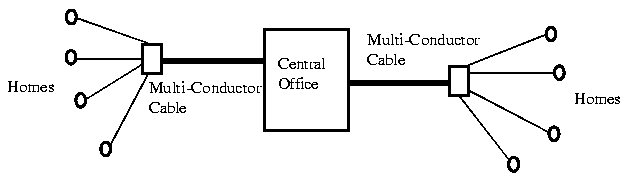 Homes
Multi-Conductor
Cable
Central
Office
Multi-Conductor
Cable
Homes